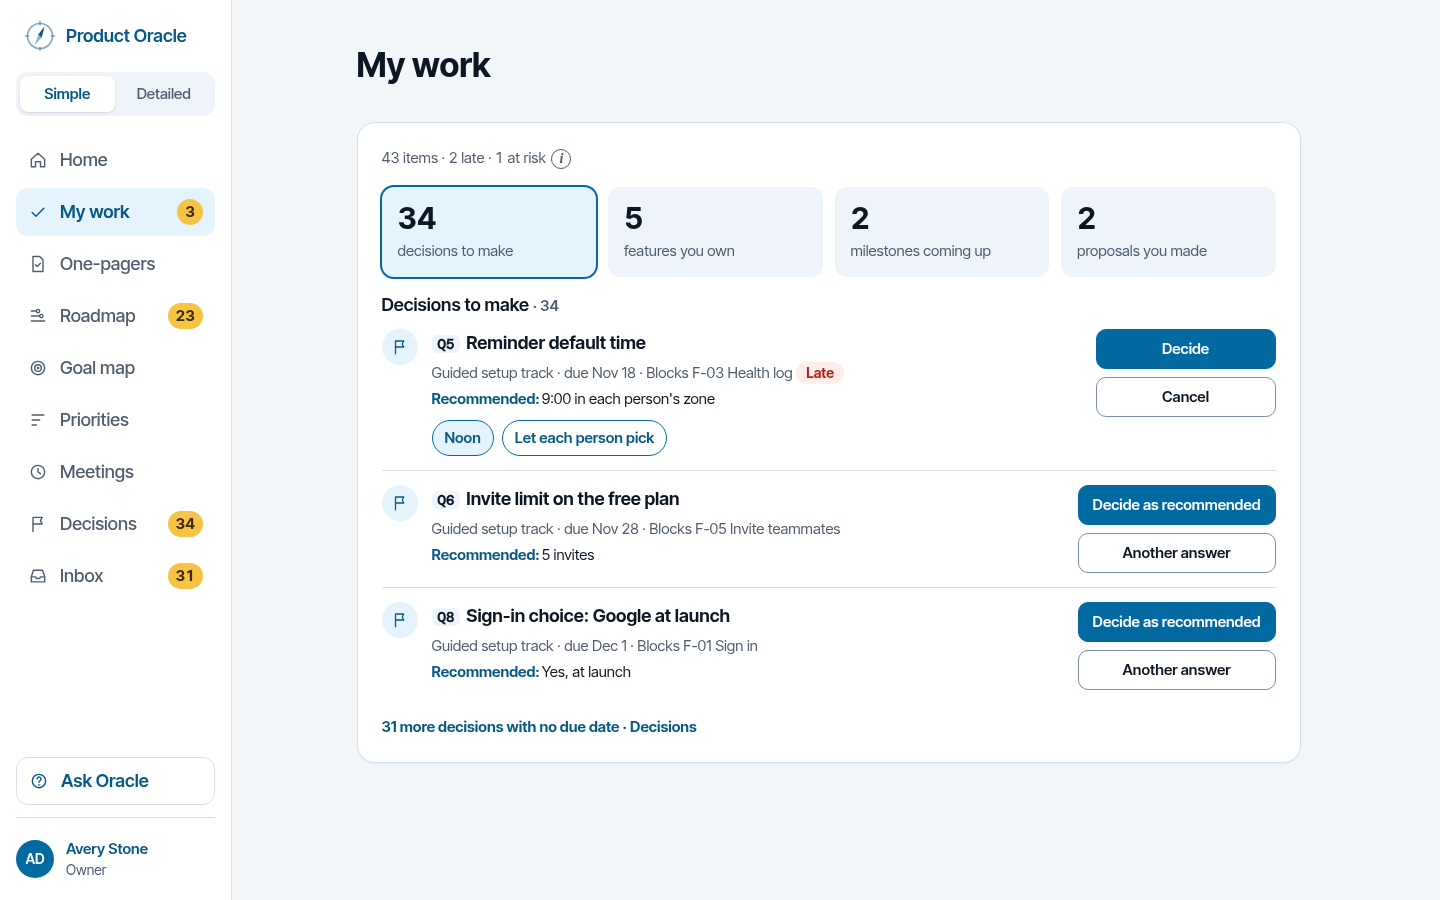 Product Oracle
Simple
Detailed
Home
My work
3
One-pagers
Roadmap
23
Goal map
Priorities
Meetings
Decisions
34
Inbox
31
Ask Oracle
AD
Avery Stone
Owner
My work
43 items · 2 late · 1 at risk i
34
decisions to make
5
features you own
2
milestones coming up
2
proposals you made
Decisions to make · 34
Q5 Reminder default time
Guided setup track · due Nov 18 · Blocks F-03 Health log Late
Recommended: 9:00 in each person's zone
Noon
Let each person pick
Decide
Cancel
Q6 Invite limit on the free plan
Guided setup track · due Nov 28 · Blocks F-05 Invite teammates
Recommended: 5 invites
Decide as recommended
Another answer
Q8 Sign-in choice: Google at launch
Guided setup track · due Dec 1 · Blocks F-01 Sign in
Recommended: Yes, at launch
Decide as recommended
Another answer
31 more decisions with no due date · Decisions